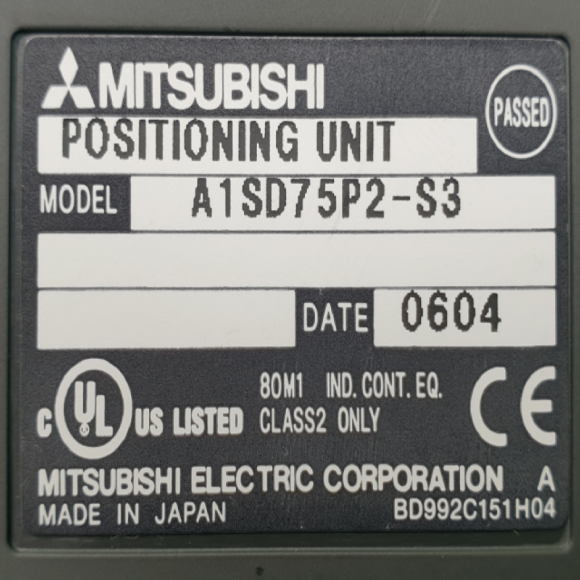 MITSUBISHI
PASSED
POSITIONING UNIT
MODEL A1SD75P2-S3
DATE 0604
C UL US LISTED
80M1 IND. CONT. EQ.
CLASS2 ONLY
CE
MITSUBISHI ELECTRIC CORPORATION A
MADE IN JAPAN BD992C151H04